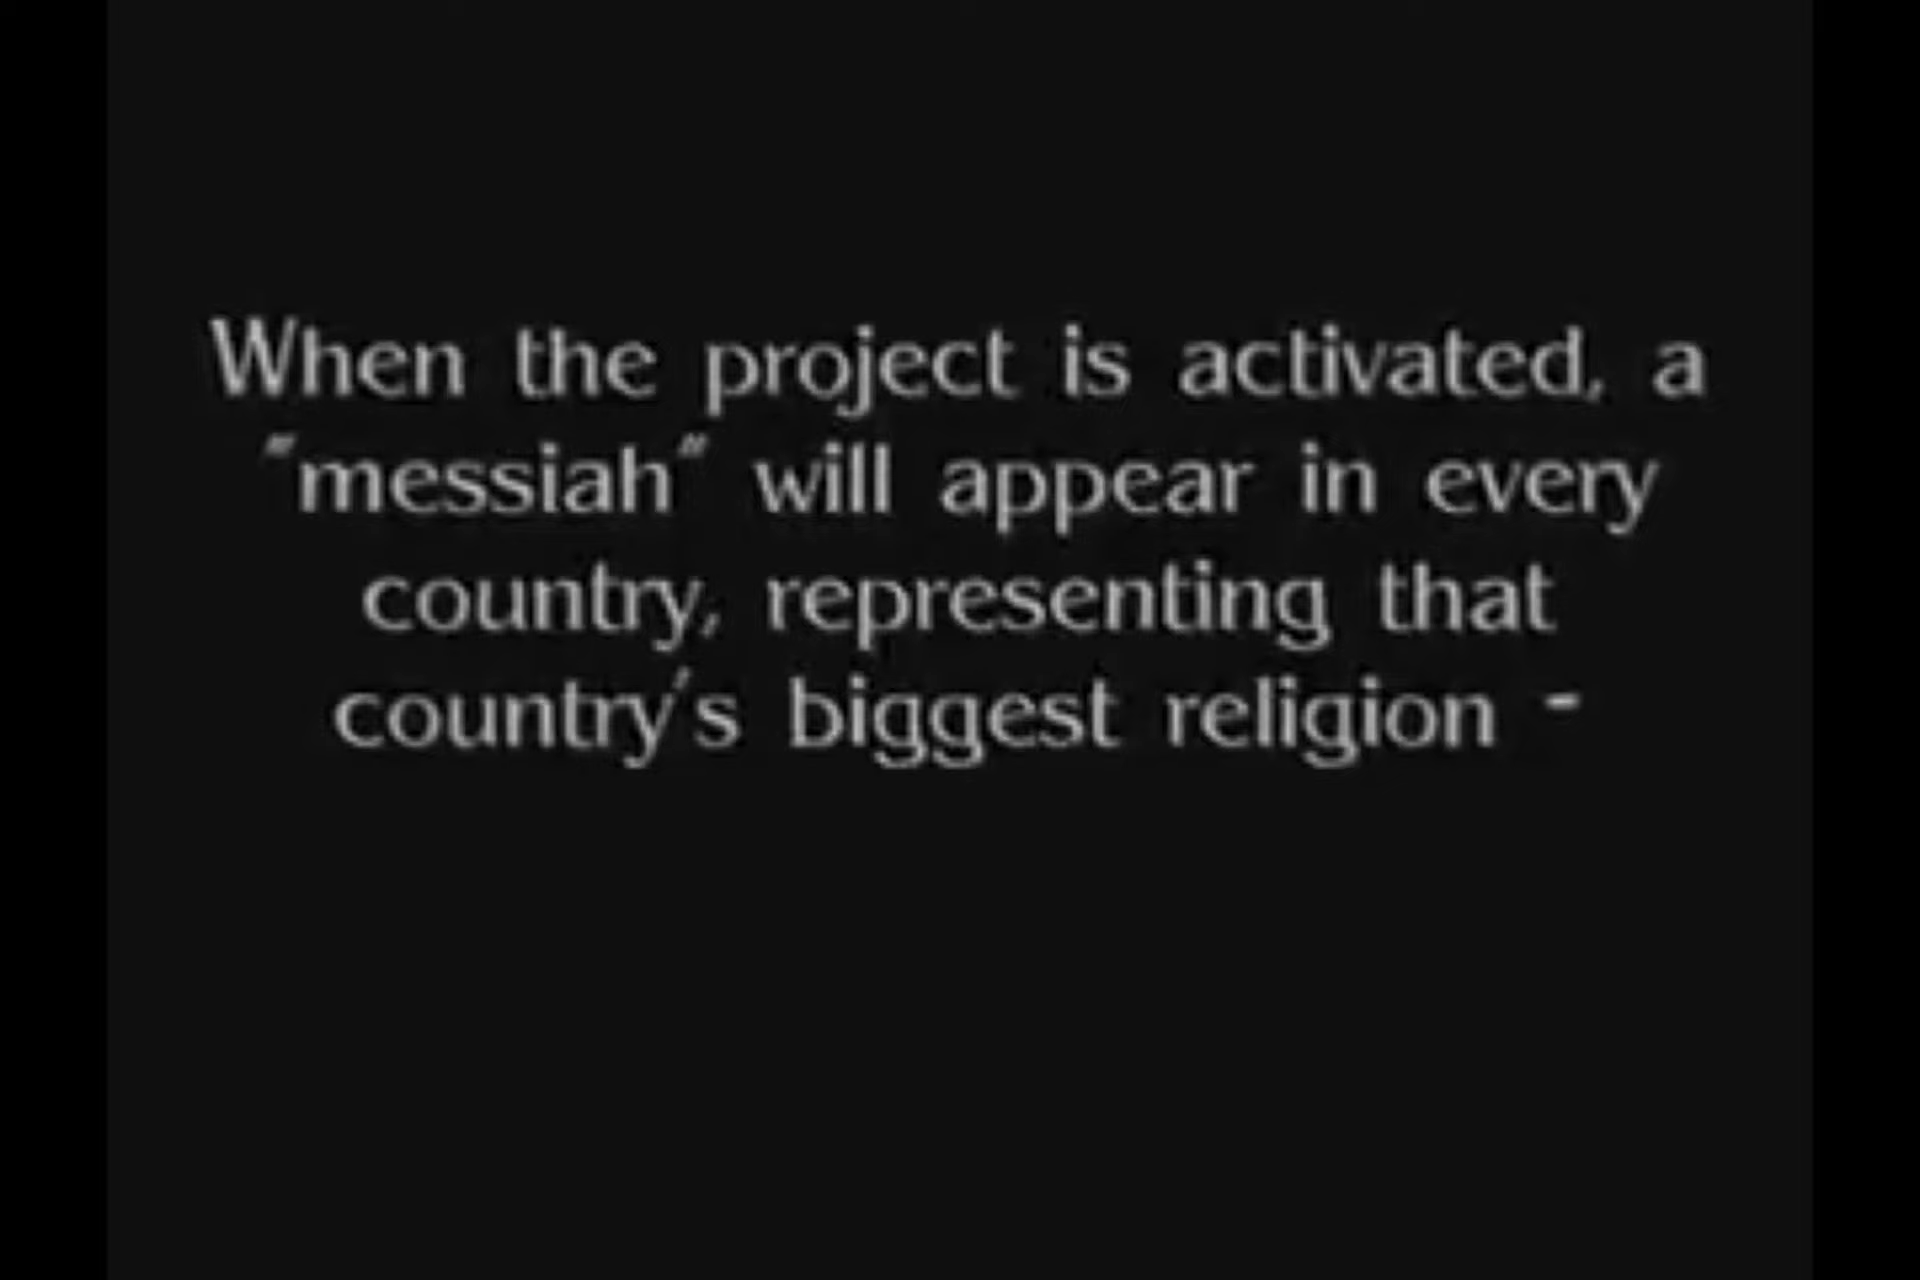 When the project is activated, a
"messiah" will appear in every
country, representing that
country's biggest religion -